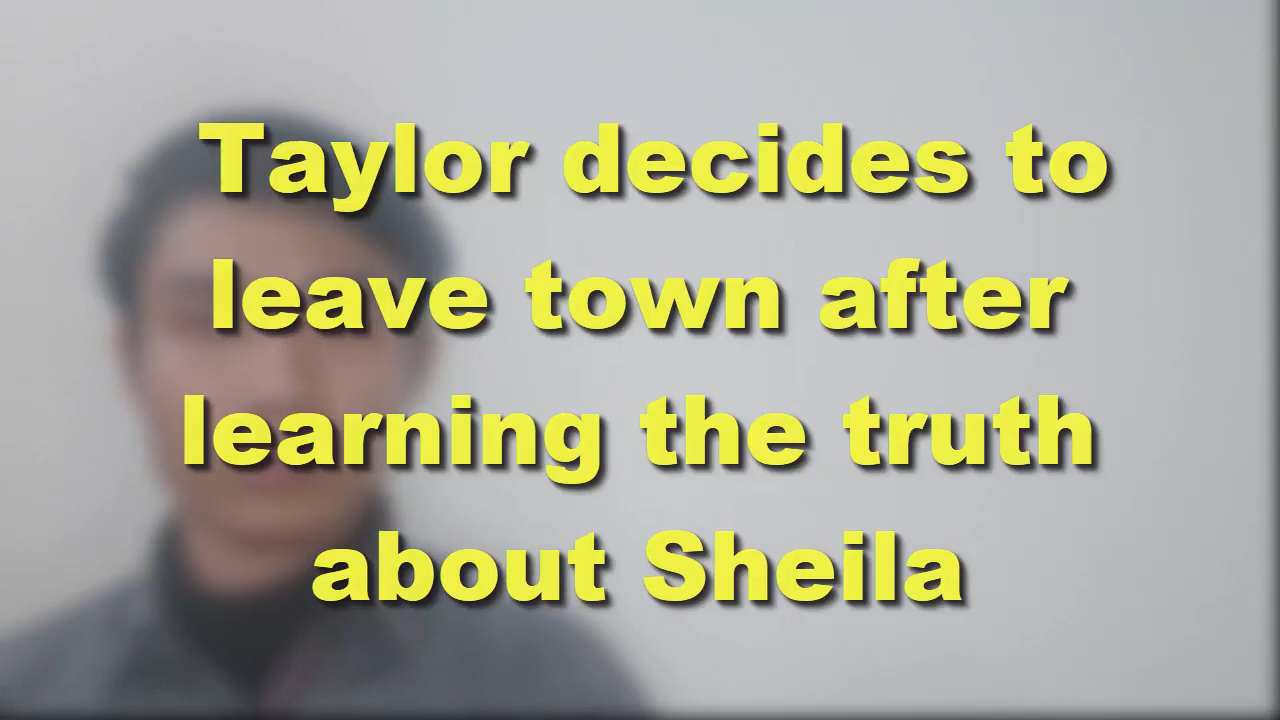 Taylor decides to
leave town after
learning the truth
about Sheila